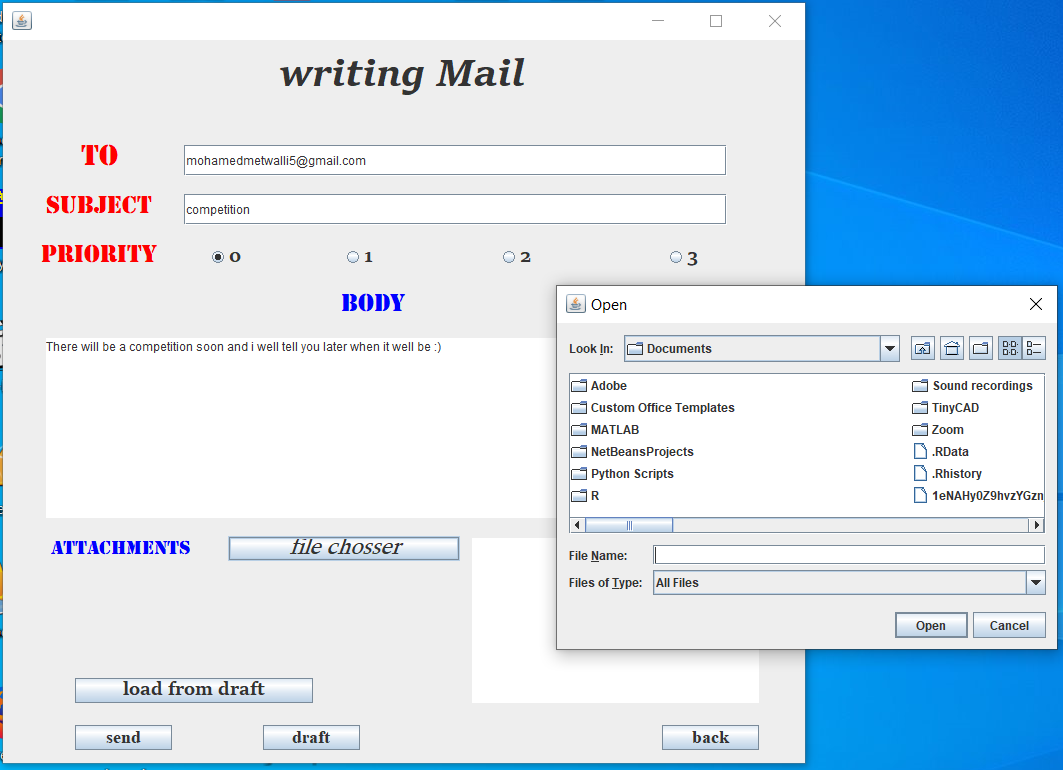 writing Mail
TO
mohamedmetwalli5@gmail.com
SUBJECT
competition
PRIORITY
0
1
2
3
BODY
There will be a competition soon and i well tell you later when it well be :)
ATTACHMENTS
file chosser
load from draft
send
draft
back
Open
Look In:
Documents
Adobe
Custom Office Templates
MATLAB
NetBeansProjects
Python Scripts
R
Sound recordings
TinyCAD
Zoom
.RData
.Rhistory
1eNAHy0Z9hvzYGzn
File Name:
Files of Type:
All Files
Open
Cancel